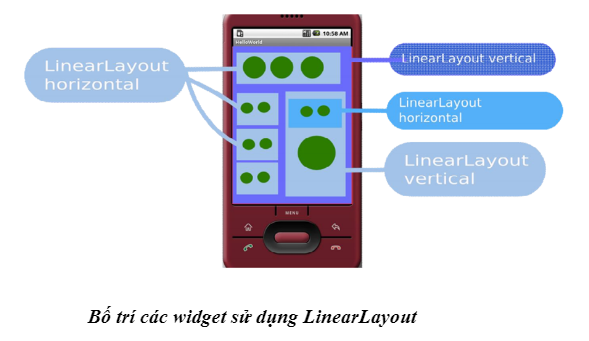 10:58 AM
HelloWorld
LinearLayout
horizontal
LinearLayout vertical
LinearLayout
horizontal
LinearLayout
vertical
MENU
Bố trí các widget sử dụng LinearLayout